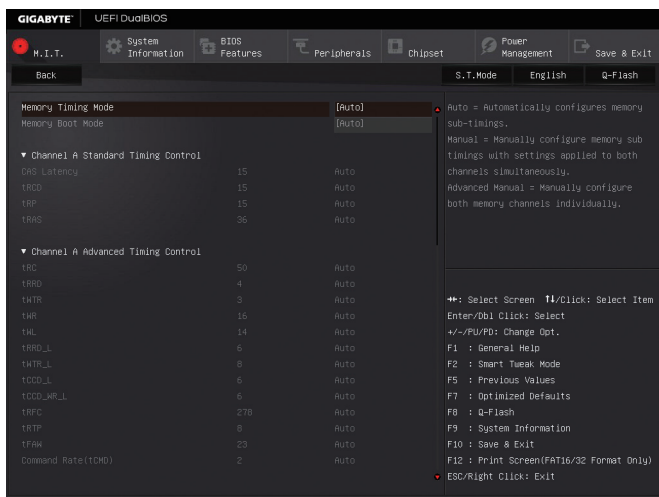 GIGABYTE™ UEFI DualBIOS
M.I.T.
System Information
BIOS Features
Peripherals
Chipset
Power Management
Save & Exit
Back
S.T.Mode English Q-Flash
Memory Timing Mode [Auto]
Memory Boot Mode [Auto]
▼ Channel A Standard Timing Control
CAS Latency 15 Auto
tRCD 15 Auto
tRP 15 Auto
tRAS 36 Auto
▼ Channel A Advanced Timing Control
tRC 50 Auto
tRRD 4 Auto
tWTR 3 Auto
tWR 16 Auto
tWL 14 Auto
tRRD_L 6 Auto
tWTR_L 8 Auto
tCCD_L 6 Auto
tCCD_WR_L 6 Auto
tRFC 278 Auto
tRTP 8 Auto
tFAW 23 Auto
Command Rate(tCMD) 2 Auto
Auto = Automatically configures memory
sub-timings.
Manual = Manually configure memory sub
timings with settings applied to both
channels simultaneously.
Advanced Manual = Manually configure
both memory channels individually.
→←: Select Screen ↑↓/Click: Select Item
Enter/Dbl Click: Select
+/-/PU/PD: Change Opt.
F1 : General Help
F2 : Smart Tweak Mode
F5 : Previous Values
F7 : Optimized Defaults
F8 : Q-Flash
F9 : System Information
F10 : Save & Exit
F12 : Print Screen(FAT16/32 Format Only)
ESC/Right Click: Exit